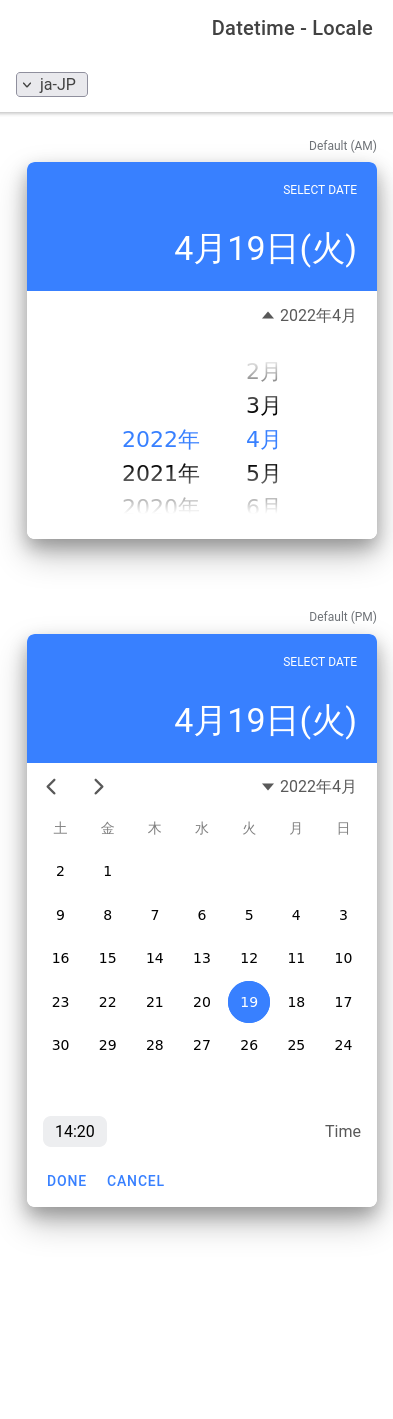 Datetime - Locale
ja-JP
Default (AM)
SELECT DATE
4月19日(火)
2022年4月
2月
3月
2022年 4月
2021年 5月
2020年 6月
Default (PM)
SELECT DATE
4月19日(火)
2022年4月
土 金 木 水 火 月 日
2 1
9 8 7 6 5 4 3
16 15 14 13 12 11 10
23 22 21 20 19 18 17
30 29 28 27 26 25 24
14:20 Time
DONE CANCEL